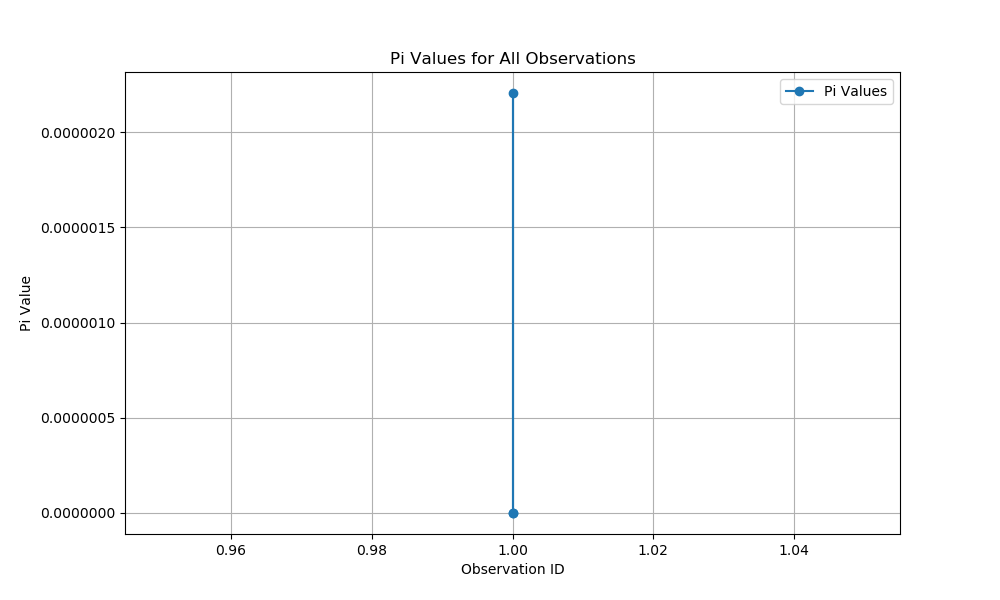 Pi Values for All Observations
Pi Values
0.0000020
0.0000015
0.0000010
0.0000005
0.0000000
Pi Value
0.96 0.98 1.00 1.02 1.04
Observation ID